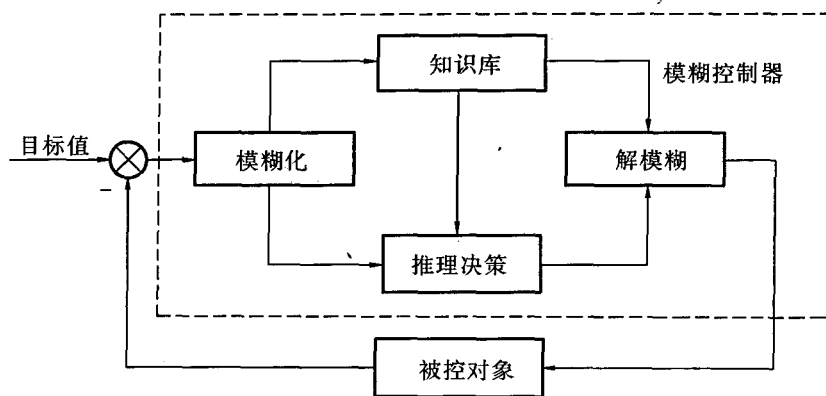 知识库
模糊控制器
目标值
模糊化
解模糊
推理决策
被控对象